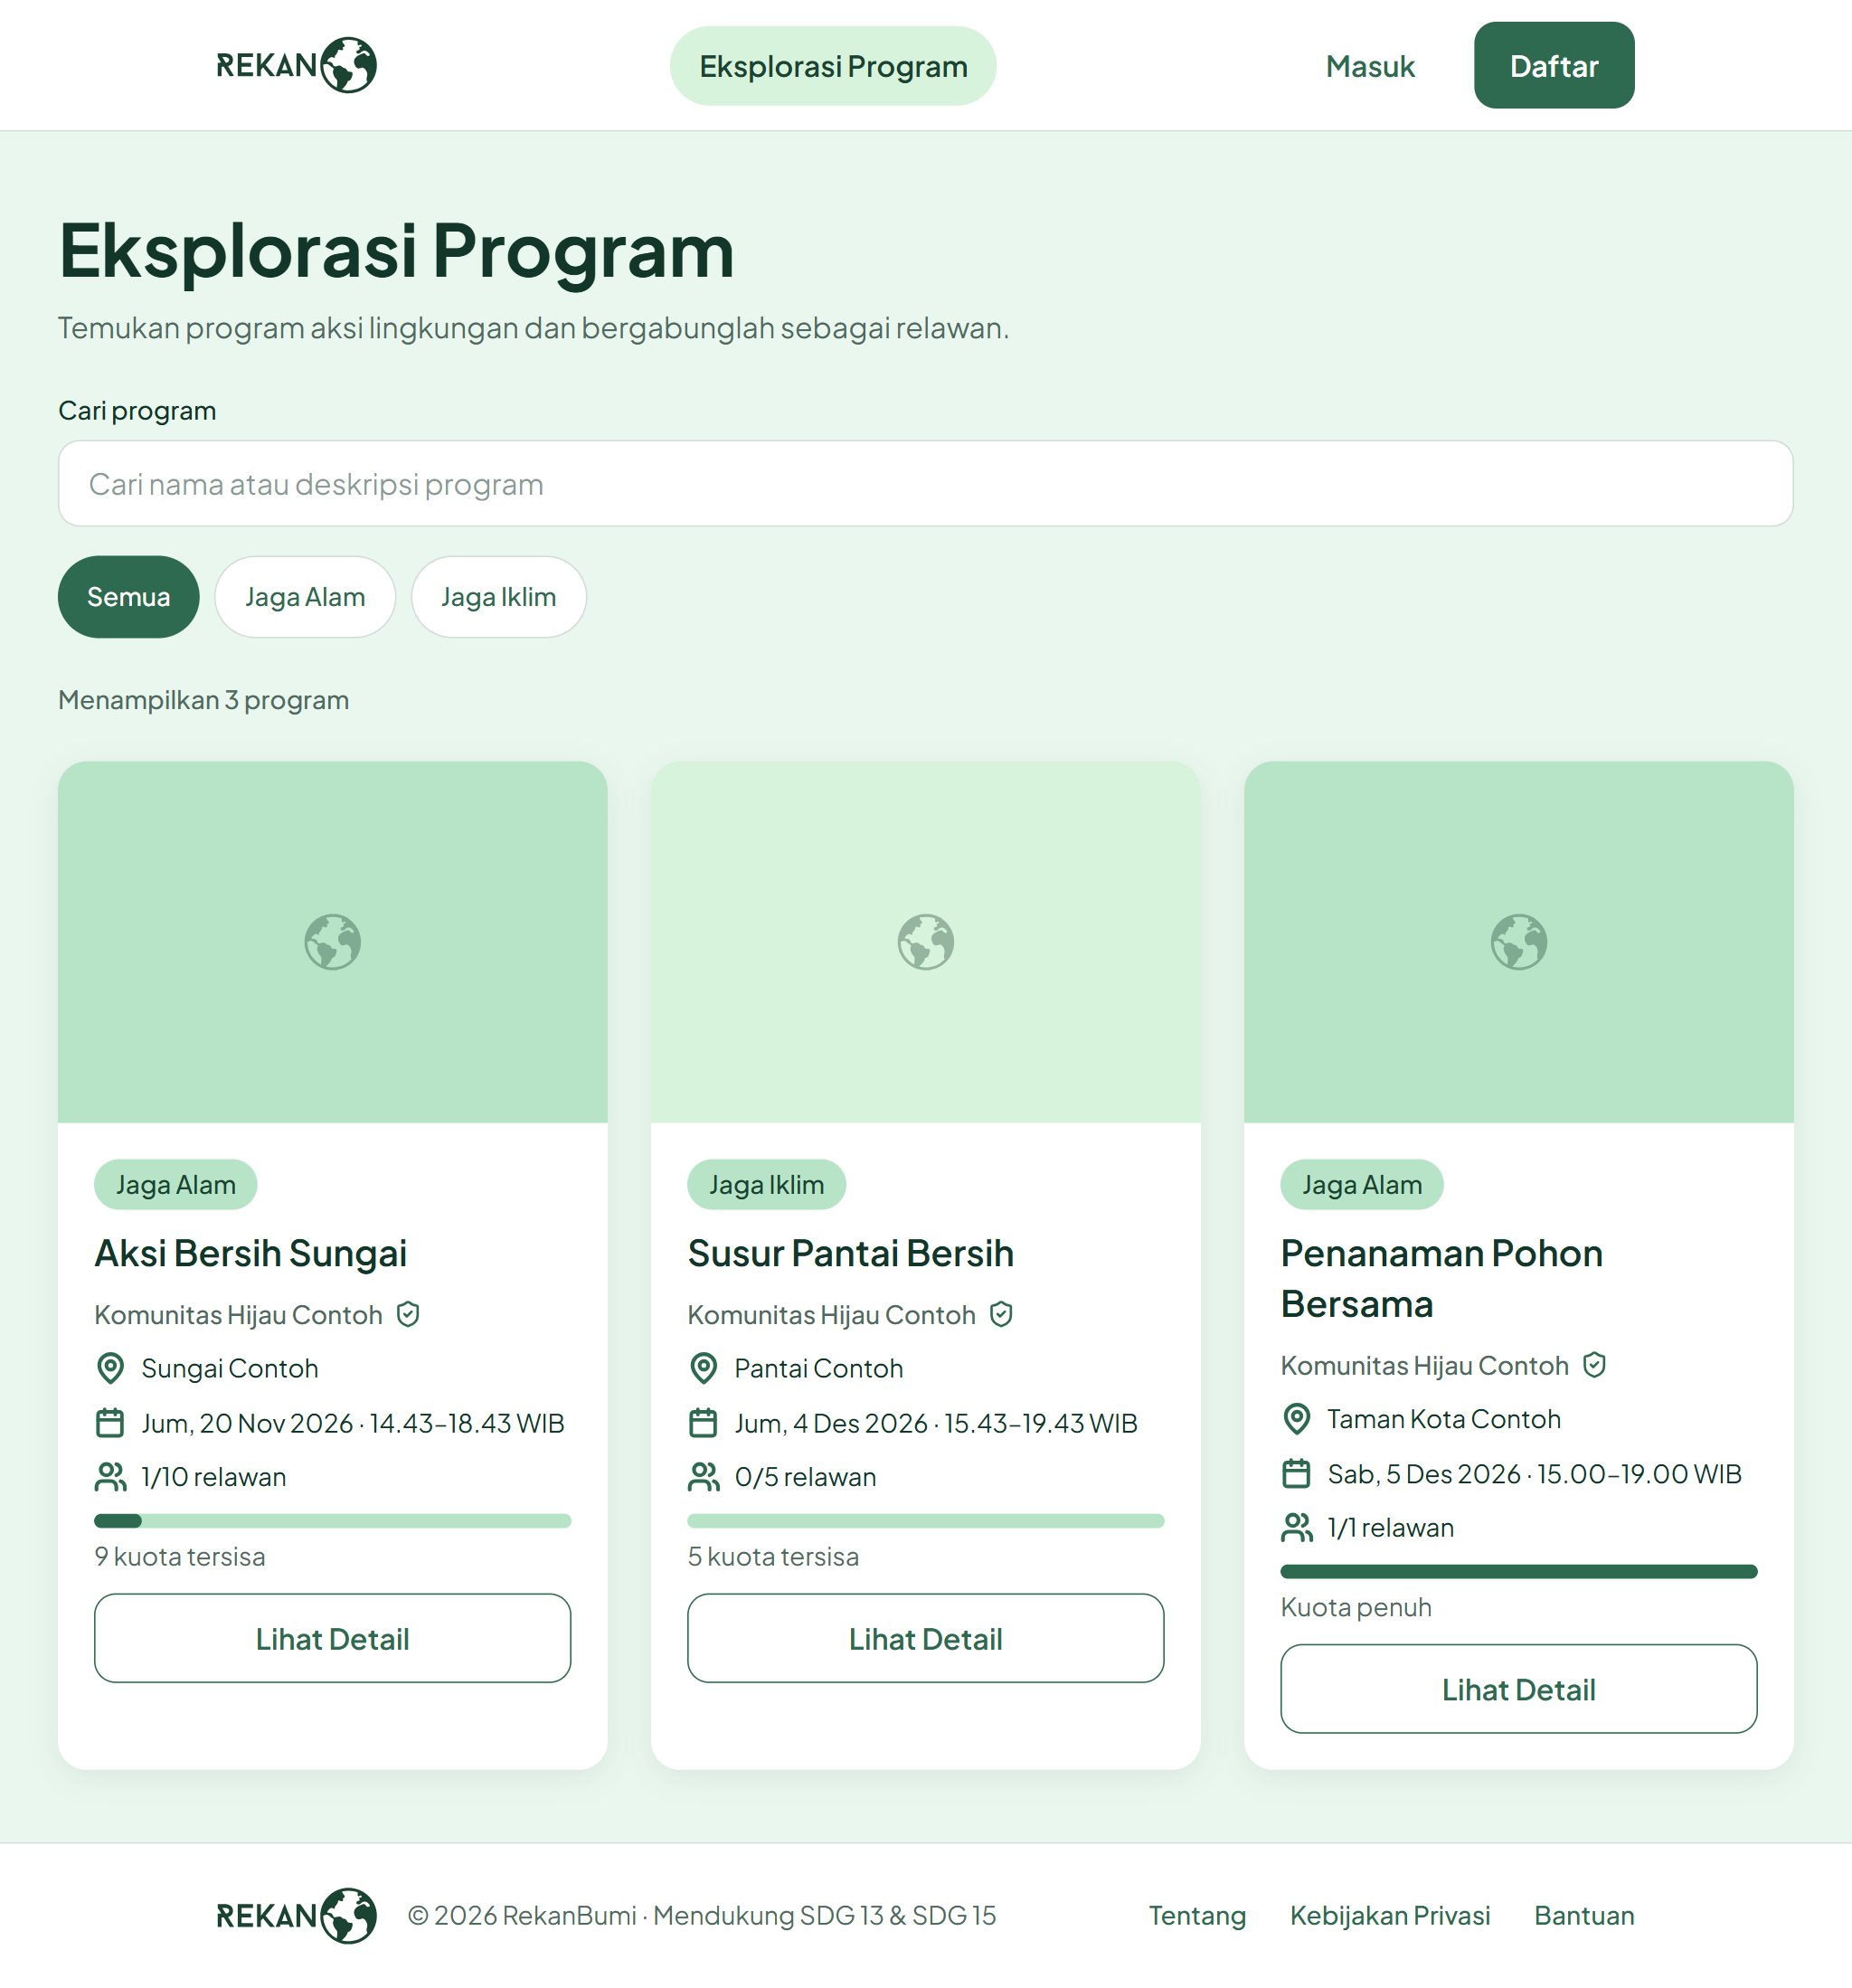 REKAN
Eksplorasi Program
Masuk
Daftar
Eksplorasi Program
Temukan program aksi lingkungan dan bergabunglah sebagai relawan.
Cari program
Cari nama atau deskripsi program
Semua
Jaga Alam
Jaga Iklim
Menampilkan 3 program
Jaga Alam
Aksi Bersih Sungai
Komunitas Hijau Contoh
Sungai Contoh
Jum, 20 Nov 2026 · 14.43–18.43 WIB
1/10 relawan
9 kuota tersisa
Lihat Detail
Jaga Iklim
Susur Pantai Bersih
Komunitas Hijau Contoh
Pantai Contoh
Jum, 4 Des 2026 · 15.43–19.43 WIB
0/5 relawan
5 kuota tersisa
Lihat Detail
Jaga Alam
Penanaman Pohon
Bersama
Komunitas Hijau Contoh
Taman Kota Contoh
Sab, 5 Des 2026 · 15.00–19.00 WIB
1/1 relawan
Kuota penuh
Lihat Detail
REKAN
© 2026 RekanBumi · Mendukung SDG 13 & SDG 15
Tentang
Kebijakan Privasi
Bantuan